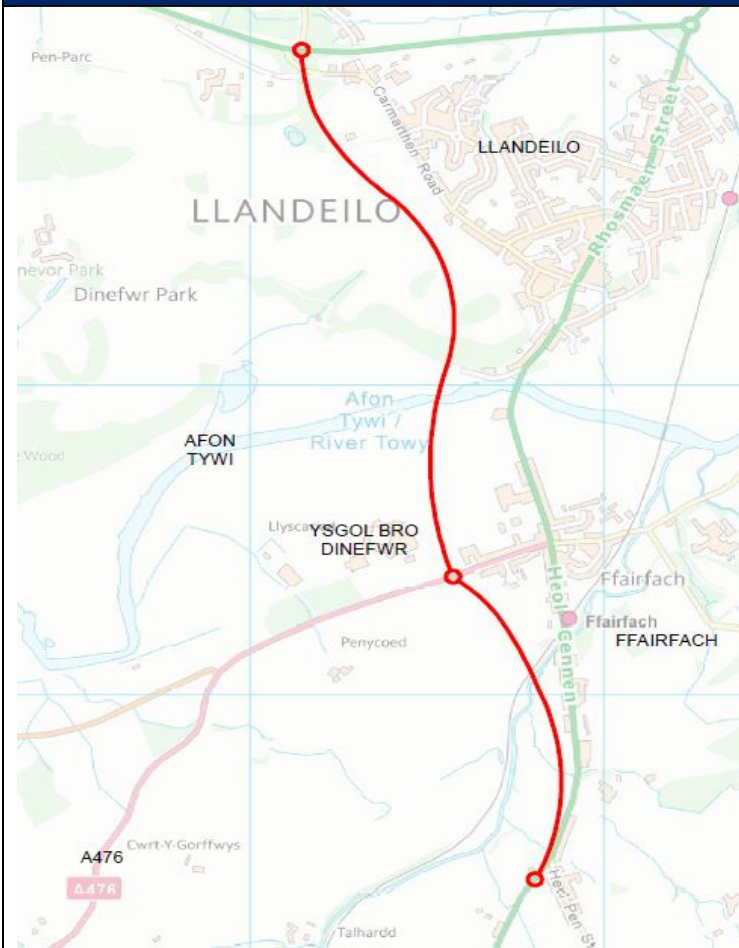 Pen-Parc
Carmarthen Road
LLANDEILO
Rhosmaen Street
LLANDEILO
Dinefwr Park
Afon
Tywi /
River Towy
AFON
TYWI
Wood
YSGOL BRO
DINEFWR
Ffairfach
Ffairfach
FFAIRFACH
Heol Gennen
Penycoed
Cwrt-Y-Gorffwys
A476
A476
Talhardd